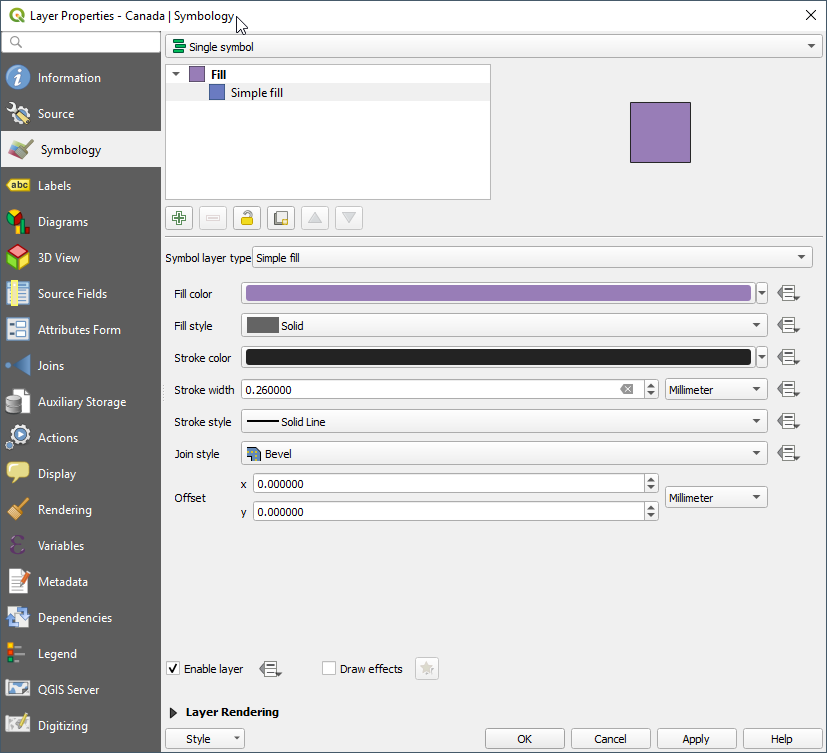 Layer Properties - Canada | Symbology
Single symbol
Information
Source
Symbology
abc Labels
Diagrams
3D View
Source Fields
Attributes Form
Joins
Auxiliary Storage
Actions
Display
Rendering
Variables
Metadata
Dependencies
Legend
QGIS Server
Digitizing
Fill
Simple fill
Symbol layer type Simple fill
Fill color
Fill style Solid
Stroke color
Stroke width 0.260000 Millimeter
Stroke style Solid Line
Join style Bevel
Offset x 0.000000 Millimeter
y 0.000000
Enable layer Draw effects
Layer Rendering
Style OK Cancel Apply Help